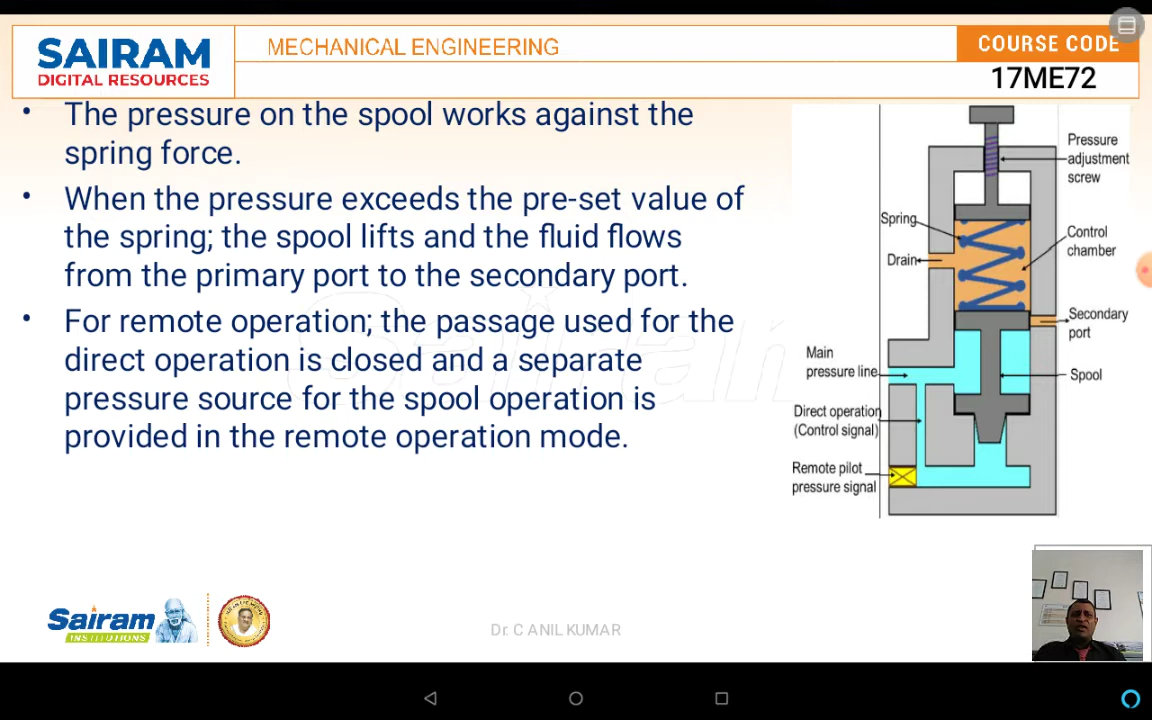 SAIRAM
DIGITAL RESOURCES
MECHANICAL ENGINEERING
COURSE CODE
17ME72
• The pressure on the spool works against the
spring force.
• When the pressure exceeds the pre-set value of
the spring; the spool lifts and the fluid flows
from the primary port to the secondary port.
• For remote operation; the passage used for the
direct operation is closed and a separate
pressure source for the spool operation is
provided in the remote operation mode.
Pressure
adjustment
screw
Spring
Control
chamber
Drain
Secondary
port
Main
pressure line
Spool
Direct operation
(Control signal)
Remote pilot
pressure signal
Sairam
Sairam
INSTITUTIONS
Dr. C ANIL KUMAR